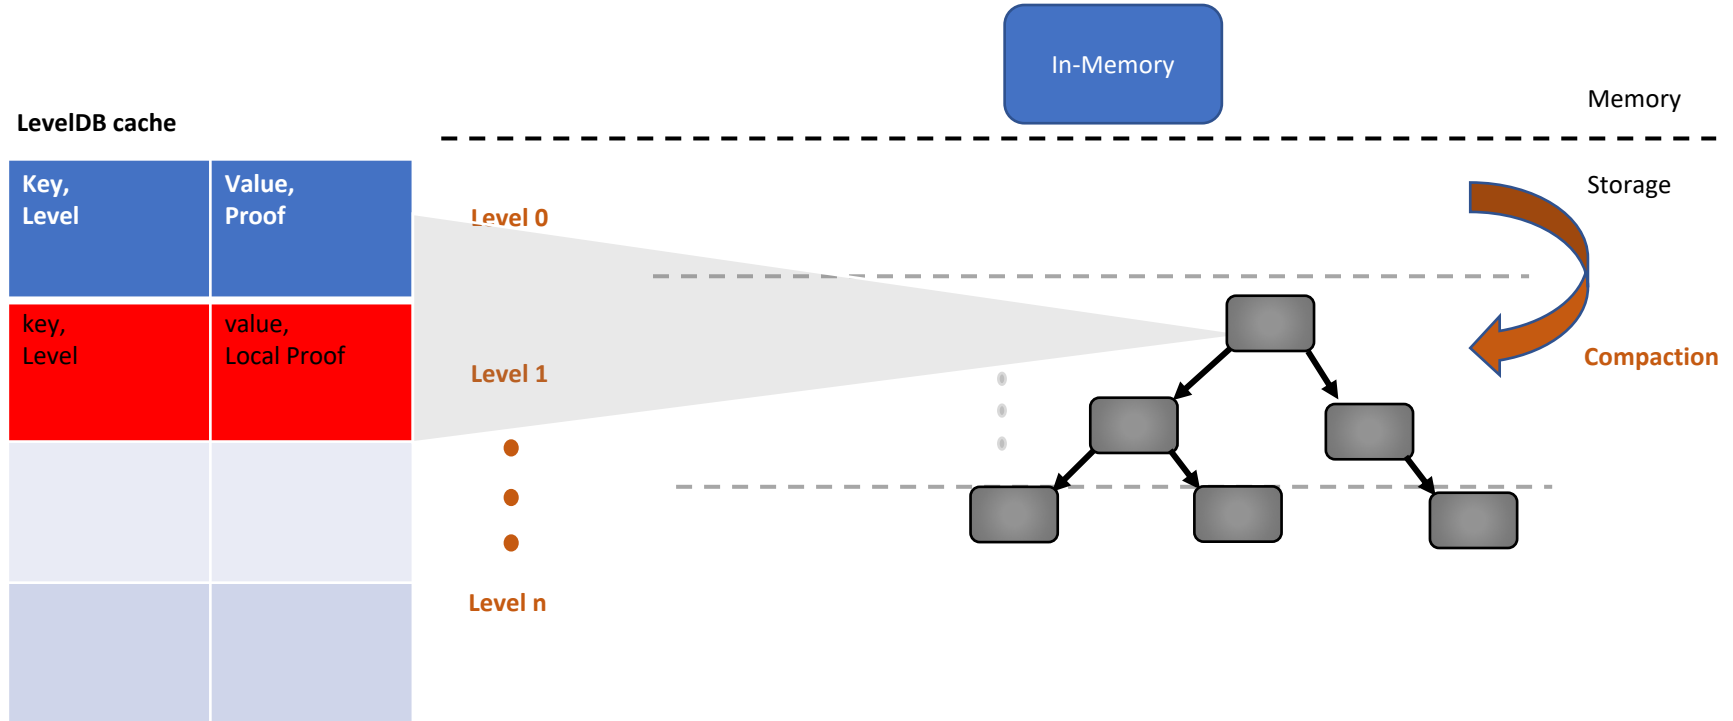 In-Memory
Memory
LevelDB cache
Storage
Key,
Level
Value,
Proof
Level 0
key,
Level
value,
Local Proof
Level 1
Compaction
Level n